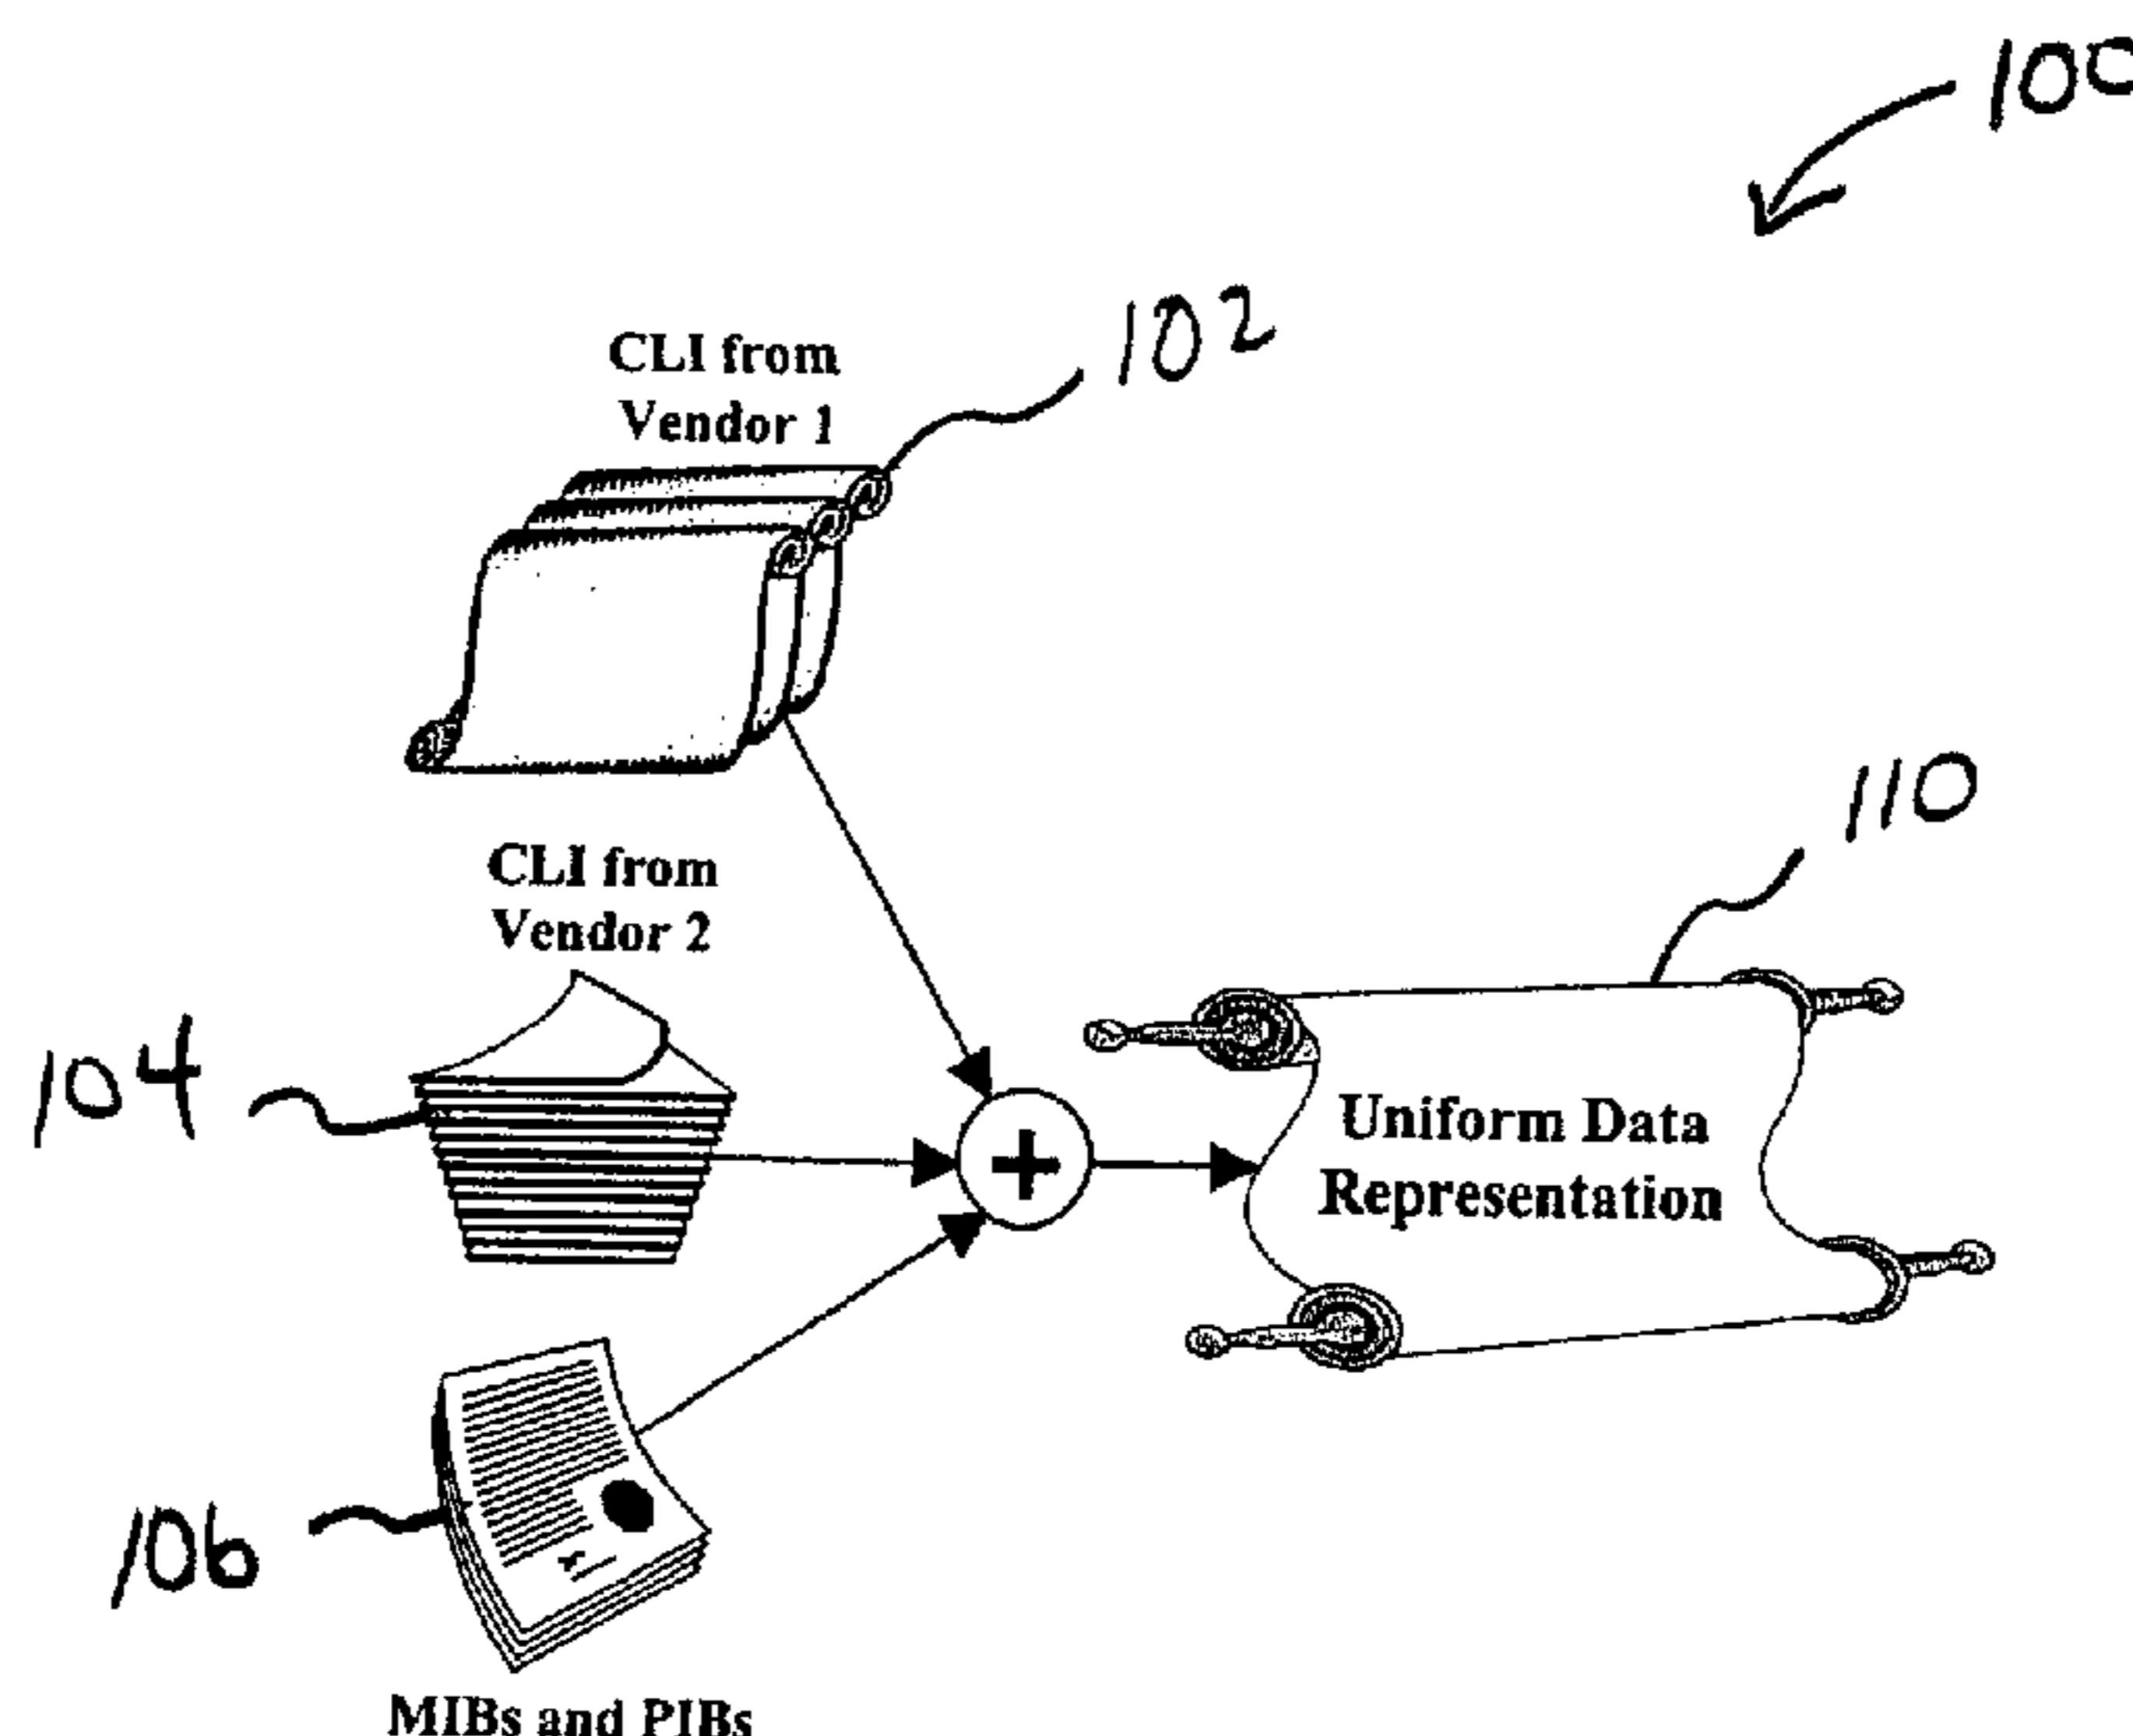 100
102
CLI from
Vendor 1
110
CLI from
Vendor 2
104
+
Uniform Data
Representation
106
MIBs and PIBs